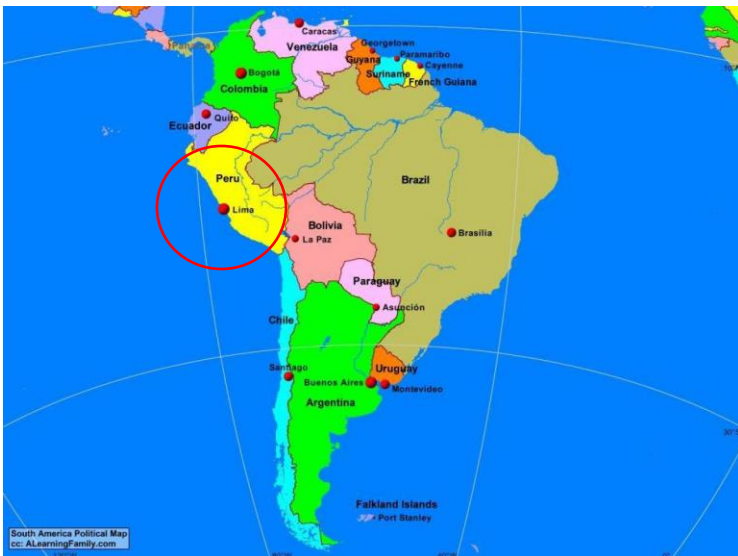 Caracas
Venezuela
Panama
Georgetown
Paramaribo
Guyana
Cayenne
Suriname
French Guiana
Bogotá
Colombia
Quito
Ecuador
Peru
Brazil
Lima
Bolivia
La Paz
Brasilia
Paraguay
Asunción
Chile
Santiago
Uruguay
Buenos Aires
Montevideo
Argentina
Falkland Islands
Port Stanley
South America Political Map
cc: ALearningFamily.com